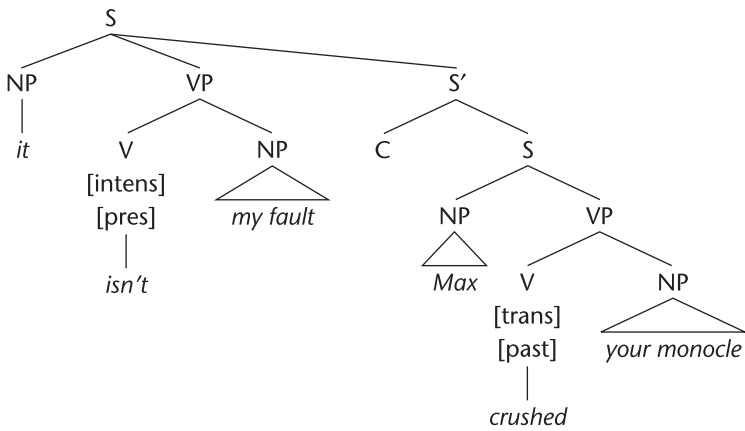 S
NP VP S′
it V NP C S
[intens] my fault NP VP
[pres] Max V NP
isn't [trans] your monocle
[past]
crushed